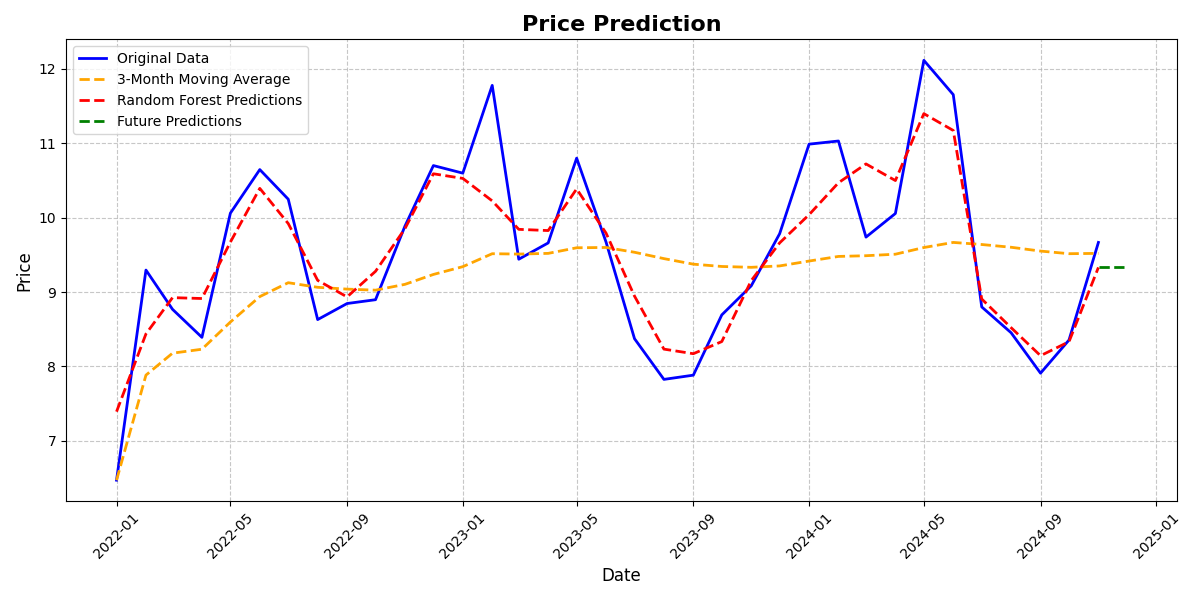 Price Prediction
Original Data
3-Month Moving Average
Random Forest Predictions
Future Predictions
Price
12
11
10
9
8
7
2022-01
2022-05
2022-09
2023-01
2023-05
2023-09
2024-01
2024-05
2024-09
2025-01
Date